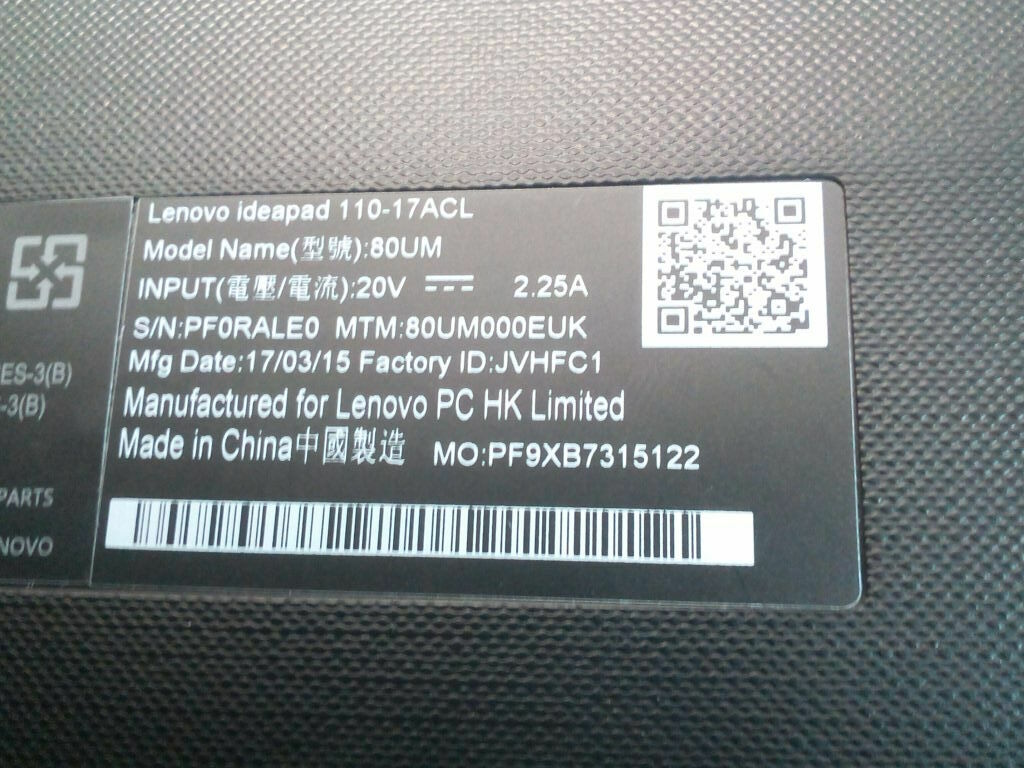 Lenovo ideapad 110-17ACL
Model Name(型號):80UM
INPUT(電壓/電流):20V ⎓ 2.25A
S/N:PF0RALE0 MTM:80UM000EUK
Mfg Date:17/03/15 Factory ID:JVHFC1
Manufactured for Lenovo PC HK Limited
Made in China中國製造 MO:PF9XB7315122
ES-3(B)
-3(B)
PARTS
NOVO